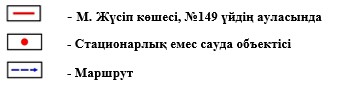 - М. Жүсіп көшесі, №149 үйдің ауласында
- Стационарлық емес сауда объектісі
- Маршрут